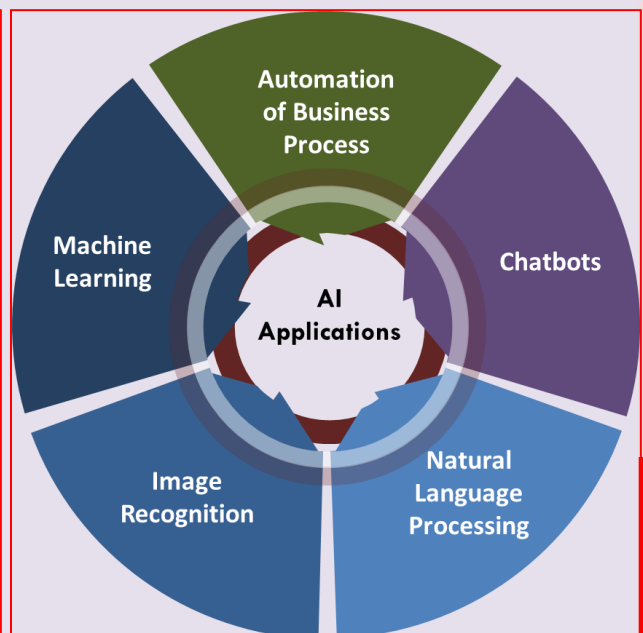 Automation
of Business
Process
Chatbots
Natural
Language
Processing
Image
Recognition
Machine
Learning
AI
Applications